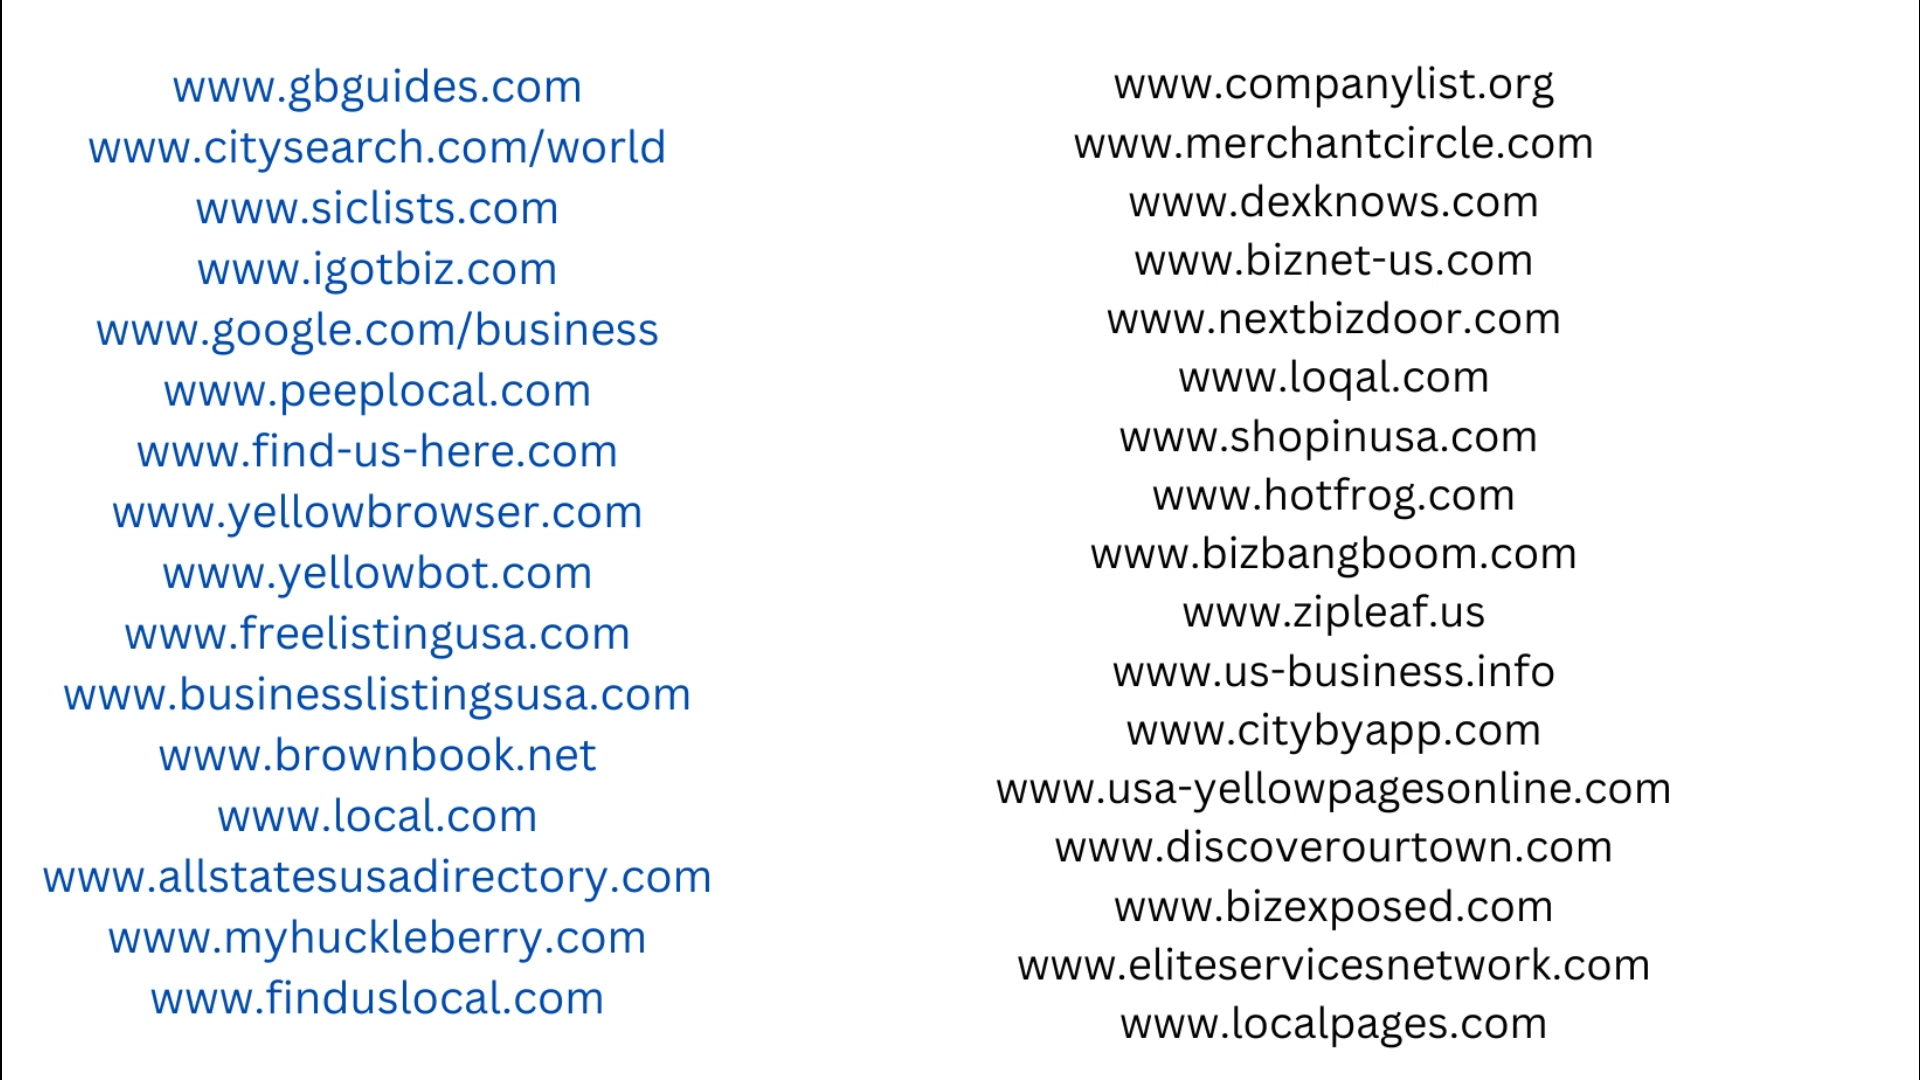 www.gbguides.com
www.citysearch.com/world
www.siclists.com
www.igotbiz.com
www.google.com/business
www.peeplocal.com
www.find-us-here.com
www.yellowbrowser.com
www.yellowbot.com
www.freelistingusa.com
www.businesslistingsusa.com
www.brownbook.net
www.local.com
www.allstatesusadirectory.com
www.myhuckleberry.com
www.finduslocal.com
www.companylist.org
www.merchantcircle.com
www.dexknows.com
www.biznet-us.com
www.nextbizdoor.com
www.loqal.com
www.shopinusa.com
www.hotfrog.com
www.bizbangboom.com
www.zipleaf.us
www.us-business.info
www.citybyapp.com
www.usa-yellowpagesonline.com
www.discoverourtown.com
www.bizexposed.com
www.eliteservicesnetwork.com
www.localpages.com